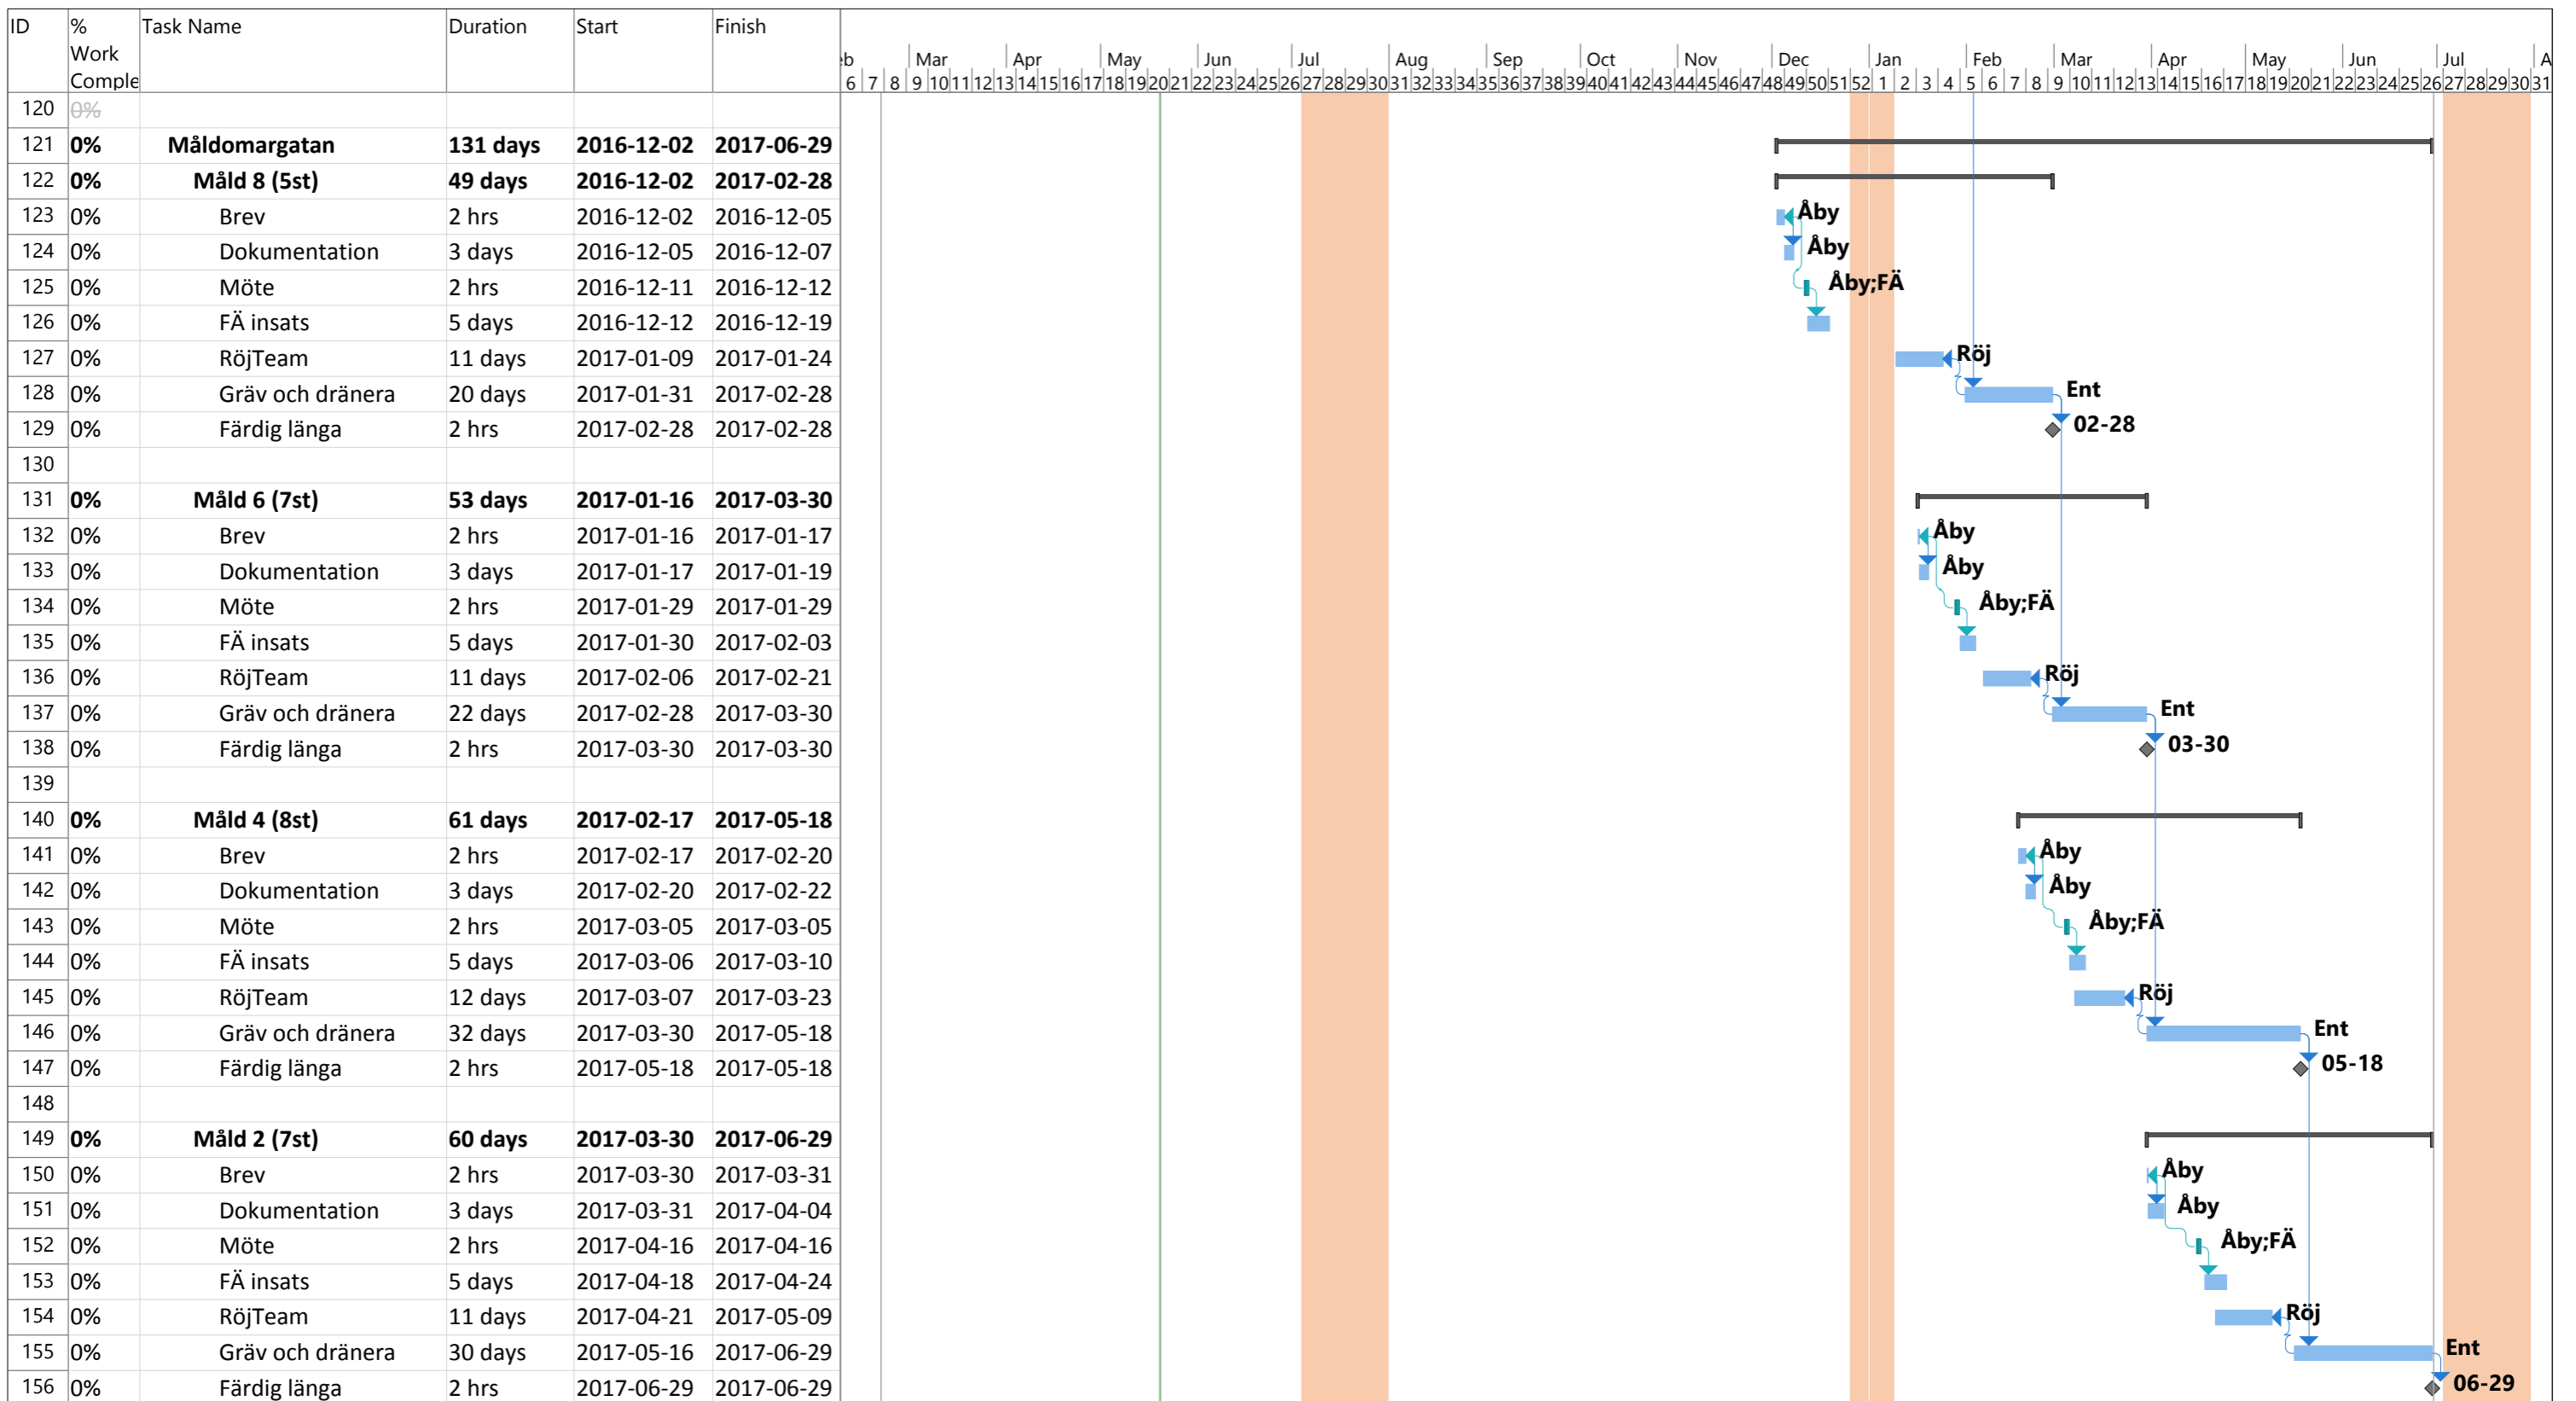 ID % Work Comple Task Name Duration Start Finish
eb Mar Apr May Jun Jul Aug Sep Oct Nov Dec Jan Feb Mar Apr May Jun Jul A
6 7 8 9 10 11 12 13 14 15 16 17 18 19 20 21 22 23 24 25 26 27 28 29 30 31 32 33 34 35 36 37 38 39 40 41 42 43 44 45 46 47 48 49 50 51 52 1 2 3 4 5 6 7 8 9 10 11 12 13 14 15 16 17 18 19 20 21 22 23 24 25 26 27 28 29 30 31
120 0%
121 0% Måldomargatan 131 days 2016-12-02 2017-06-29
122 0% Måld 8 (5st) 49 days 2016-12-02 2017-02-28
123 0% Brev 2 hrs 2016-12-02 2016-12-05 Åby
124 0% Dokumentation 3 days 2016-12-05 2016-12-07 Åby
125 0% Möte 2 hrs 2016-12-11 2016-12-12 Åby;FÄ
126 0% FÄ insats 5 days 2016-12-12 2016-12-19
127 0% RöjTeam 11 days 2017-01-09 2017-01-24 Röj
128 0% Gräv och dränera 20 days 2017-01-31 2017-02-28 Ent
129 0% Färdig länga 2 hrs 2017-02-28 2017-02-28 02-28
130
131 0% Måld 6 (7st) 53 days 2017-01-16 2017-03-30
132 0% Brev 2 hrs 2017-01-16 2017-01-17 Åby
133 0% Dokumentation 3 days 2017-01-17 2017-01-19 Åby
134 0% Möte 2 hrs 2017-01-29 2017-01-29 Åby;FÄ
135 0% FÄ insats 5 days 2017-01-30 2017-02-03
136 0% RöjTeam 11 days 2017-02-06 2017-02-21 Röj
137 0% Gräv och dränera 22 days 2017-02-28 2017-03-30 Ent
138 0% Färdig länga 2 hrs 2017-03-30 2017-03-30 03-30
139
140 0% Måld 4 (8st) 61 days 2017-02-17 2017-05-18
141 0% Brev 2 hrs 2017-02-17 2017-02-20 Åby
142 0% Dokumentation 3 days 2017-02-20 2017-02-22 Åby
143 0% Möte 2 hrs 2017-03-05 2017-03-05 Åby;FÄ
144 0% FÄ insats 5 days 2017-03-06 2017-03-10
145 0% RöjTeam 12 days 2017-03-07 2017-03-23 Röj
146 0% Gräv och dränera 32 days 2017-03-30 2017-05-18 Ent
147 0% Färdig länga 2 hrs 2017-05-18 2017-05-18 05-18
148
149 0% Måld 2 (7st) 60 days 2017-03-30 2017-06-29
150 0% Brev 2 hrs 2017-03-30 2017-03-31 Åby
151 0% Dokumentation 3 days 2017-03-31 2017-04-04 Åby
152 0% Möte 2 hrs 2017-04-16 2017-04-16 Åby;FÄ
153 0% FÄ insats 5 days 2017-04-18 2017-04-24
154 0% RöjTeam 11 days 2017-04-21 2017-05-09 Röj
155 0% Gräv och dränera 30 days 2017-05-16 2017-06-29 Ent
156 0% Färdig länga 2 hrs 2017-06-29 2017-06-29 06-29